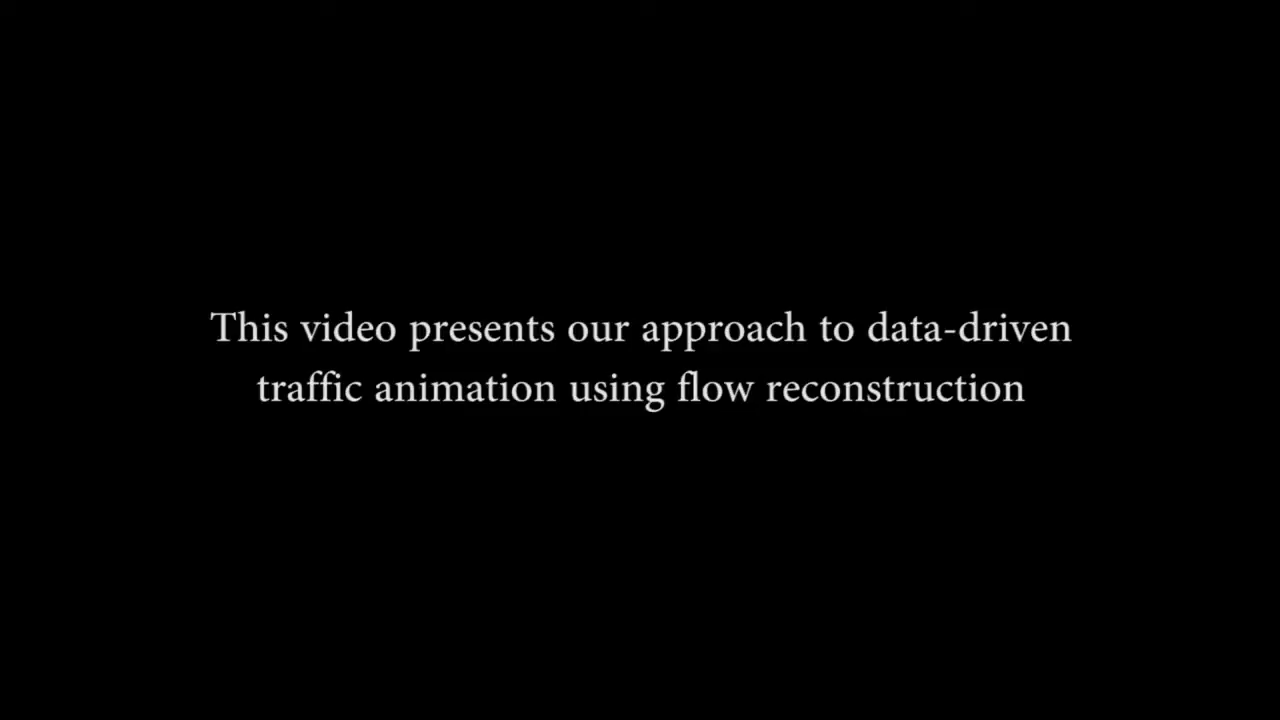 This video presents our approach to data-driven
traffic animation using flow reconstruction